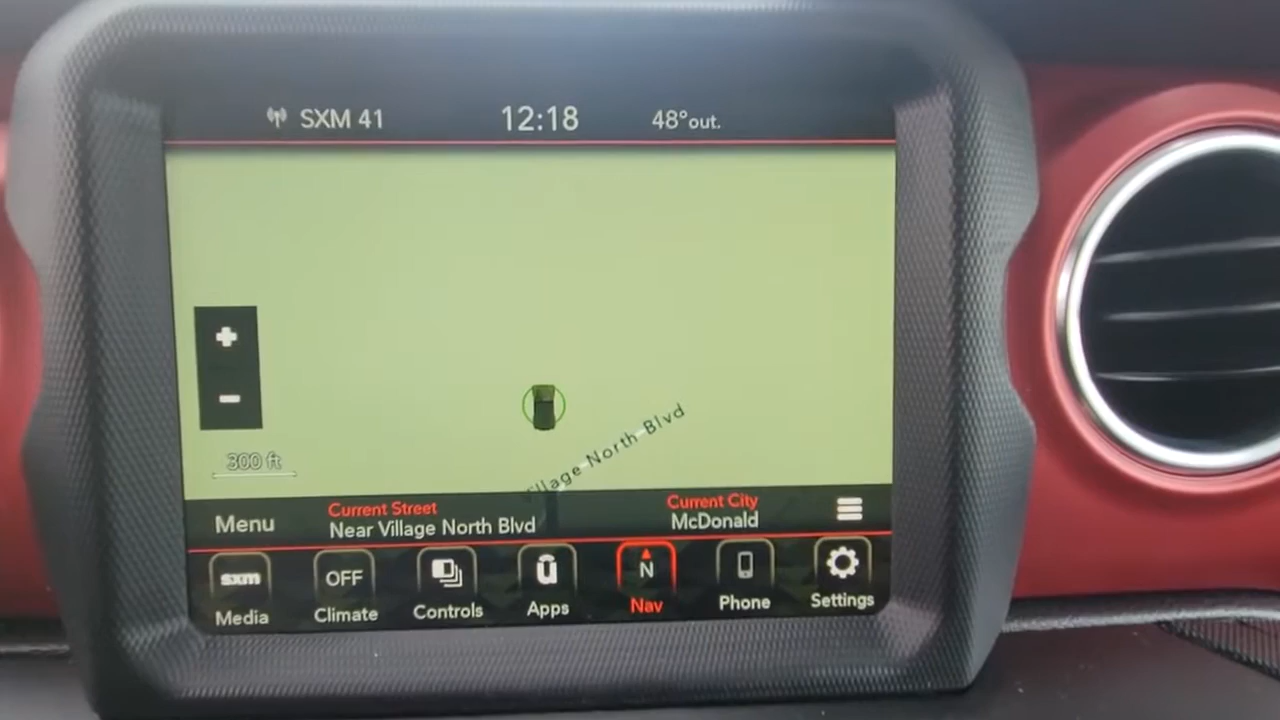 SXM 41 12:18 48°out.
+
−
North Blvd
300 ft
Menu
Current Street
Near Village North Blvd
Current City
McDonald
sxm OFF ū N
Media Climate Controls Apps Nav Phone Settings